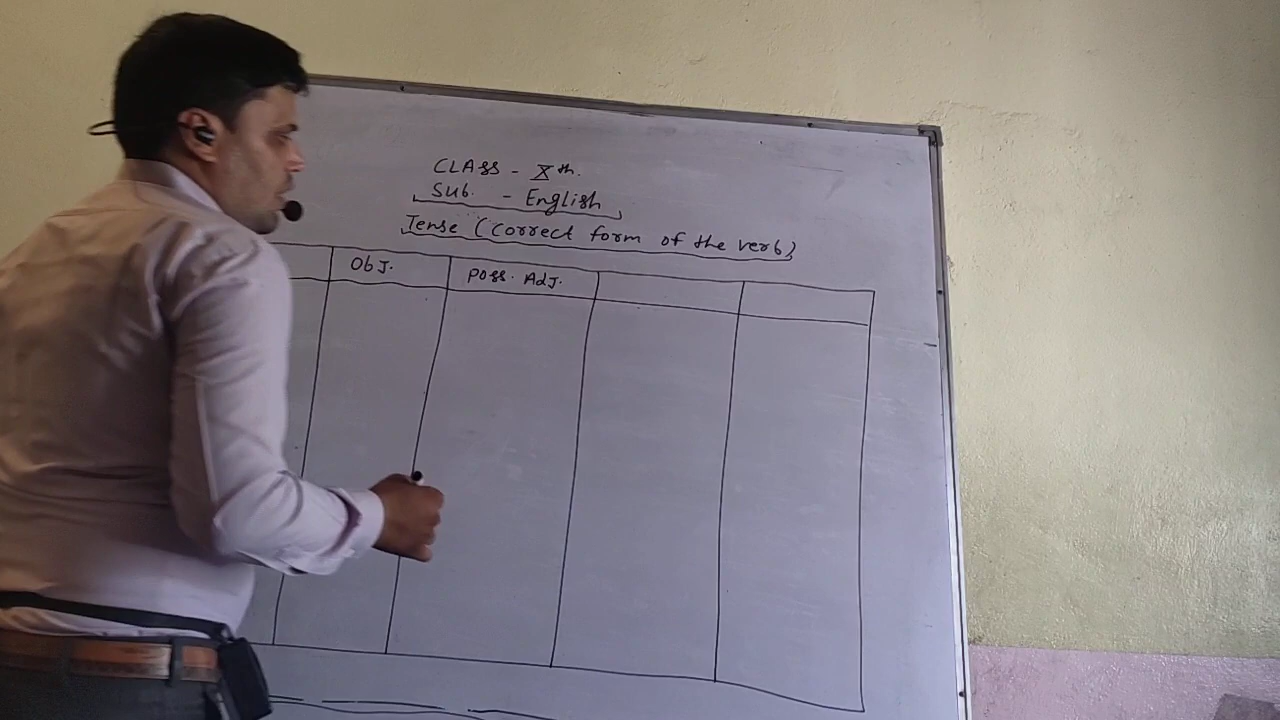 CLASS - Xth.
Sub. - English
Tense (correct form of the verb)
Obj. Poss. Adj.